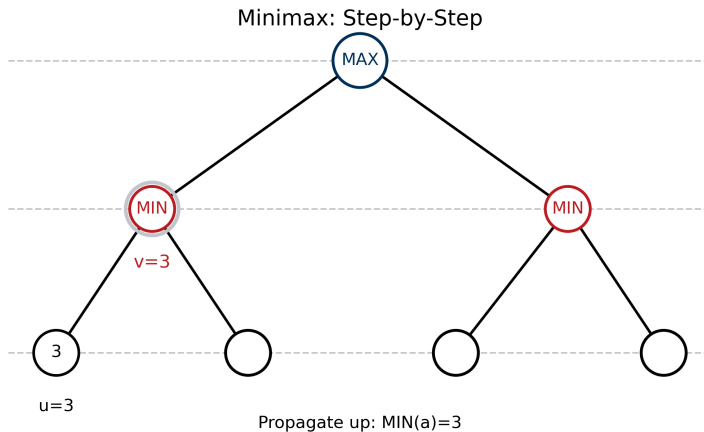 Minimax: Step-by-Step
MAX
MIN
MIN
v=3
3
u=3
Propagate up: MIN(a)=3